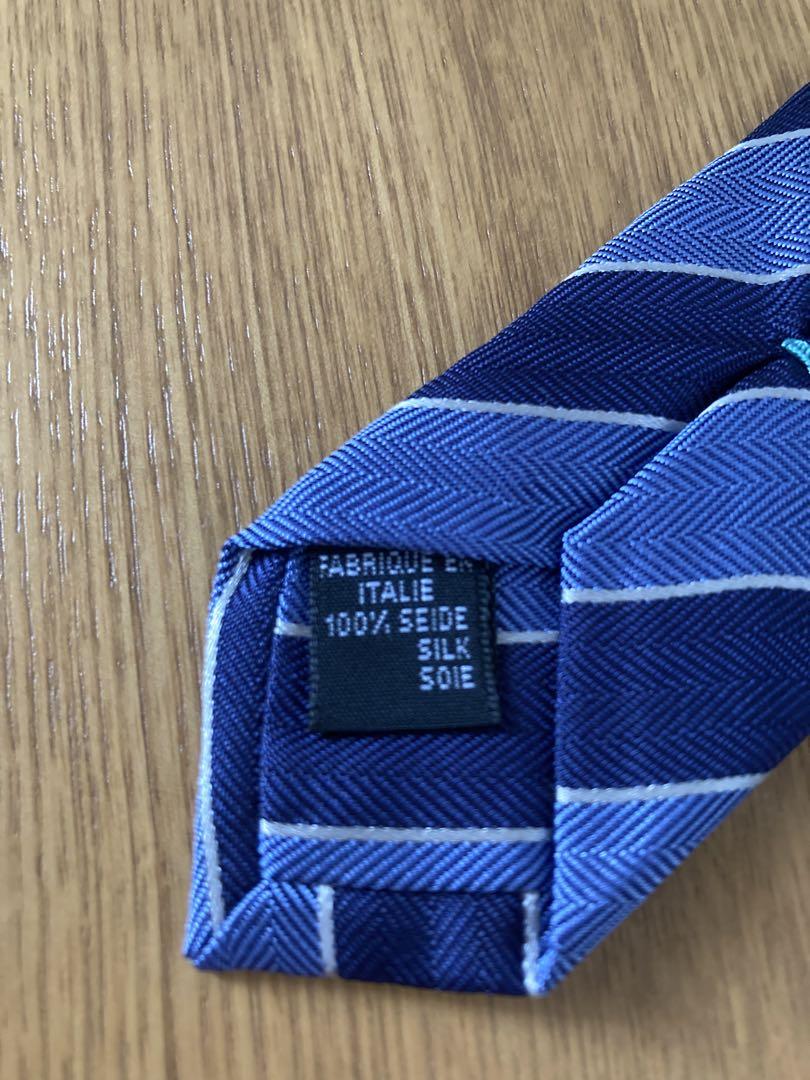 FABRIQUE EN
ITALIE
100% SEIDE
SILK
SOIE